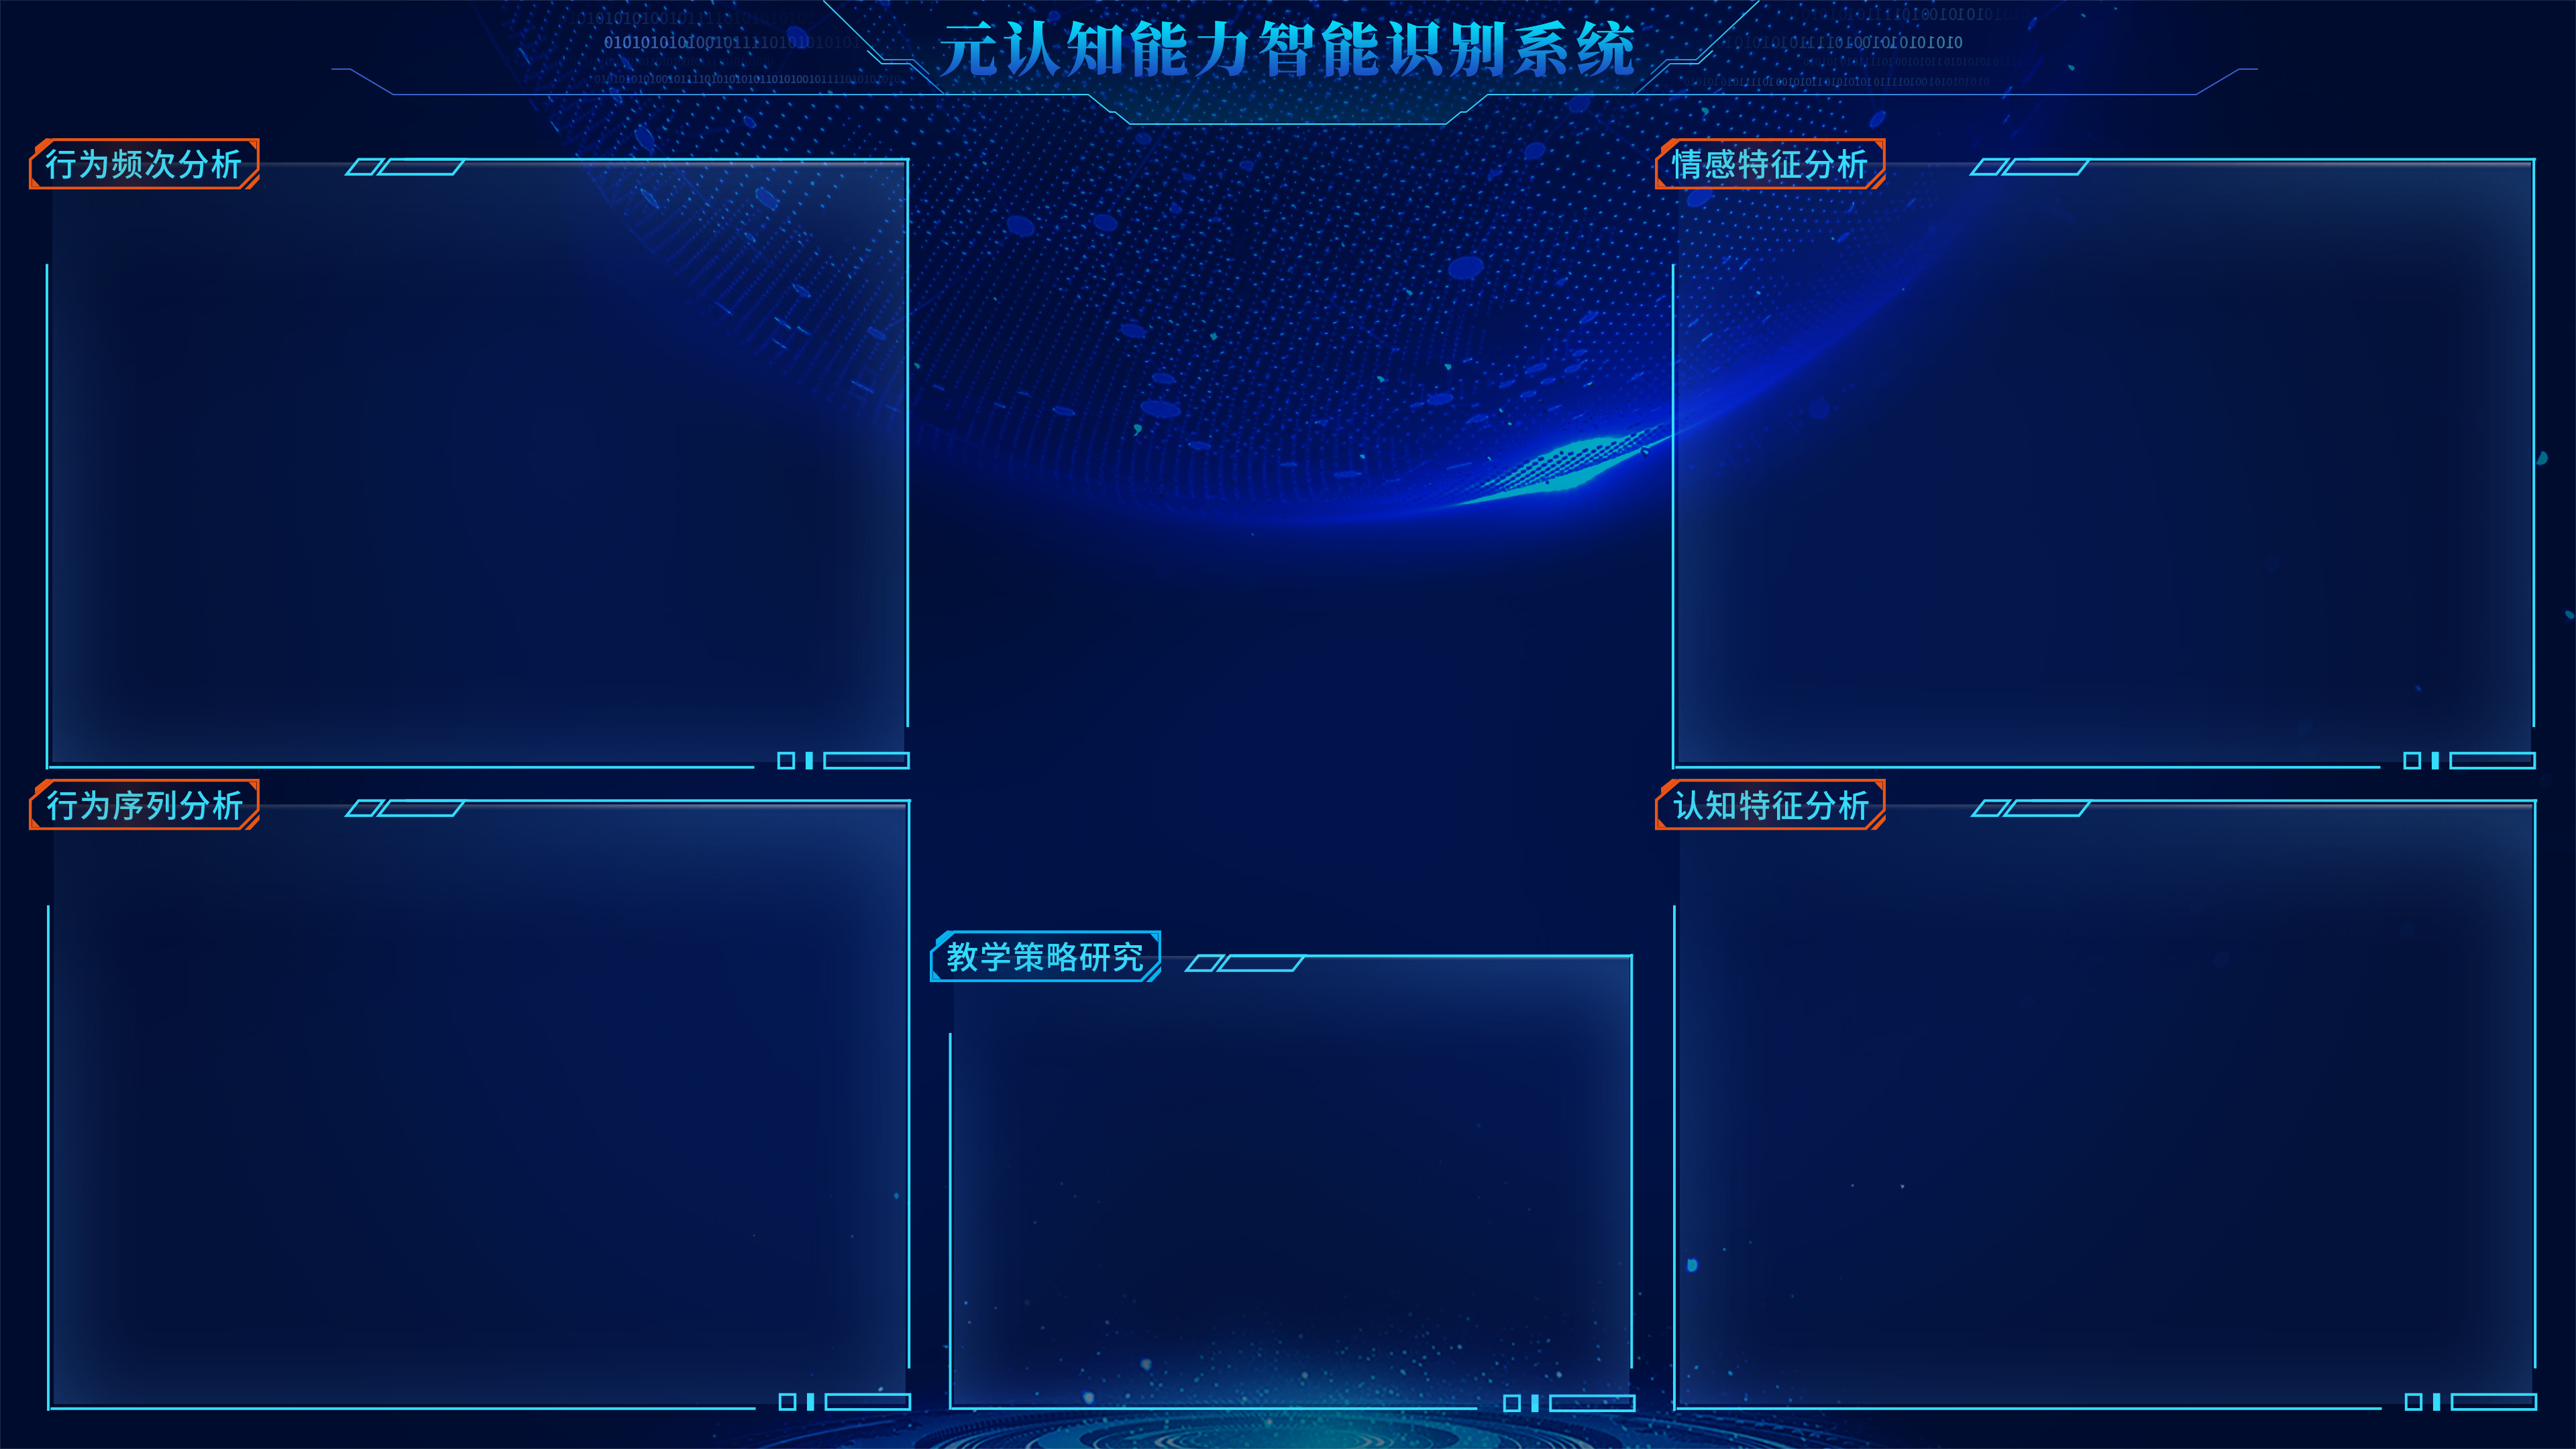 元认知能力智能识别系统
行为频次分析
情感特征分析
行为序列分析
认知特征分析
教学策略研究